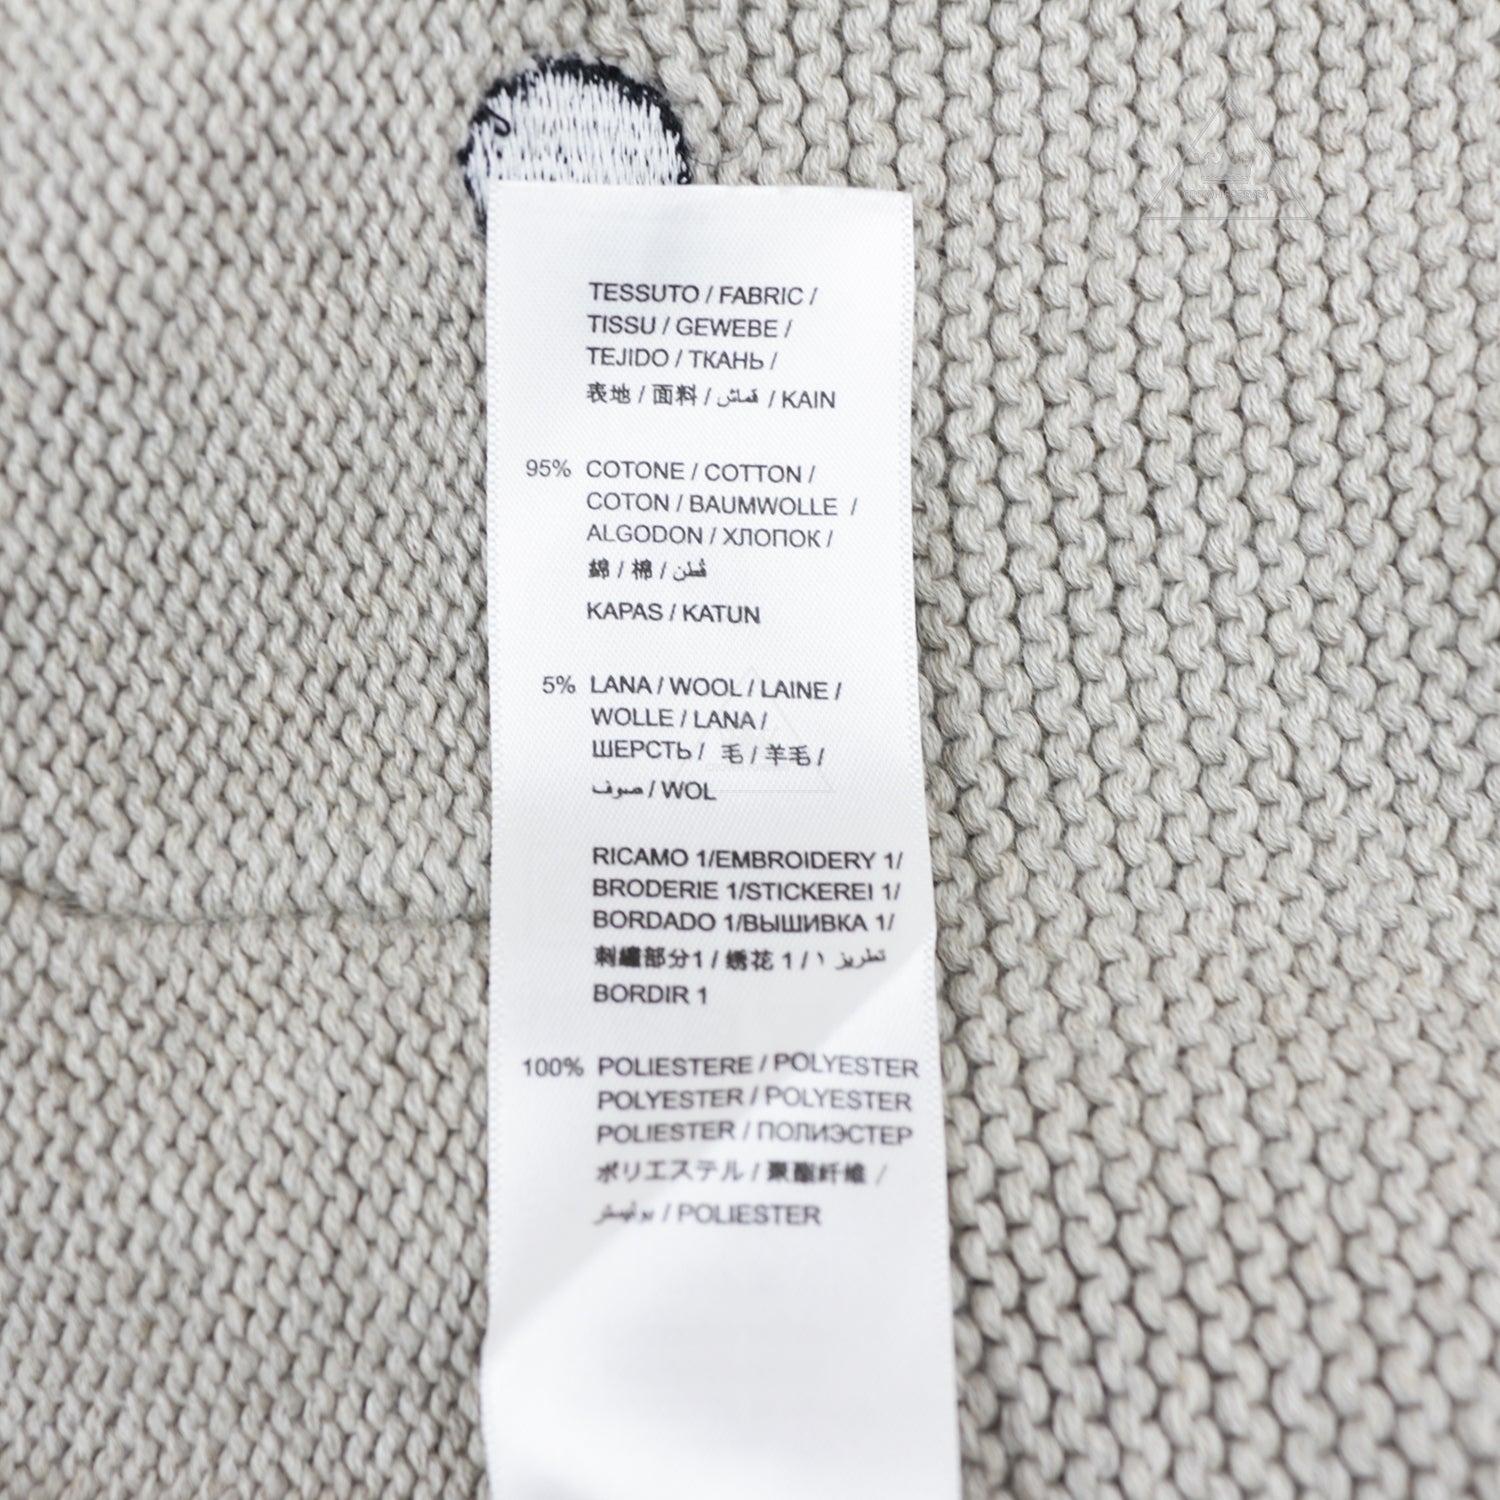 TESSUTO / FABRIC /
TISSU / GEWEBE /
TEJIDO / ТКАНЬ /
表地 / 面料 / قماش / KAIN
95% COTONE / COTTON /
COTON / BAUMWOLLE /
ALGODON / ХЛОПОК /
綿 / 棉 / قطن
KAPAS / KATUN
5% LANA / WOOL / LAINE /
WOLLE / LANA /
ШЕРСТЬ / 毛 / 羊毛 /
صوف / WOL
RICAMO 1/EMBROIDERY 1/
BRODERIE 1/STICKEREI 1/
BORDADO 1/ВЫШИВКА 1/
刺繍部分1 / 绣花 1 / تطريز ١
BORDIR 1
100% POLIESTERE / POLYESTER
POLYESTER / POLYESTER
POLIESTER / ПОЛИЭСТЕР
ポリエステル / 聚酯纤维 /
بوليستر / POLIESTER